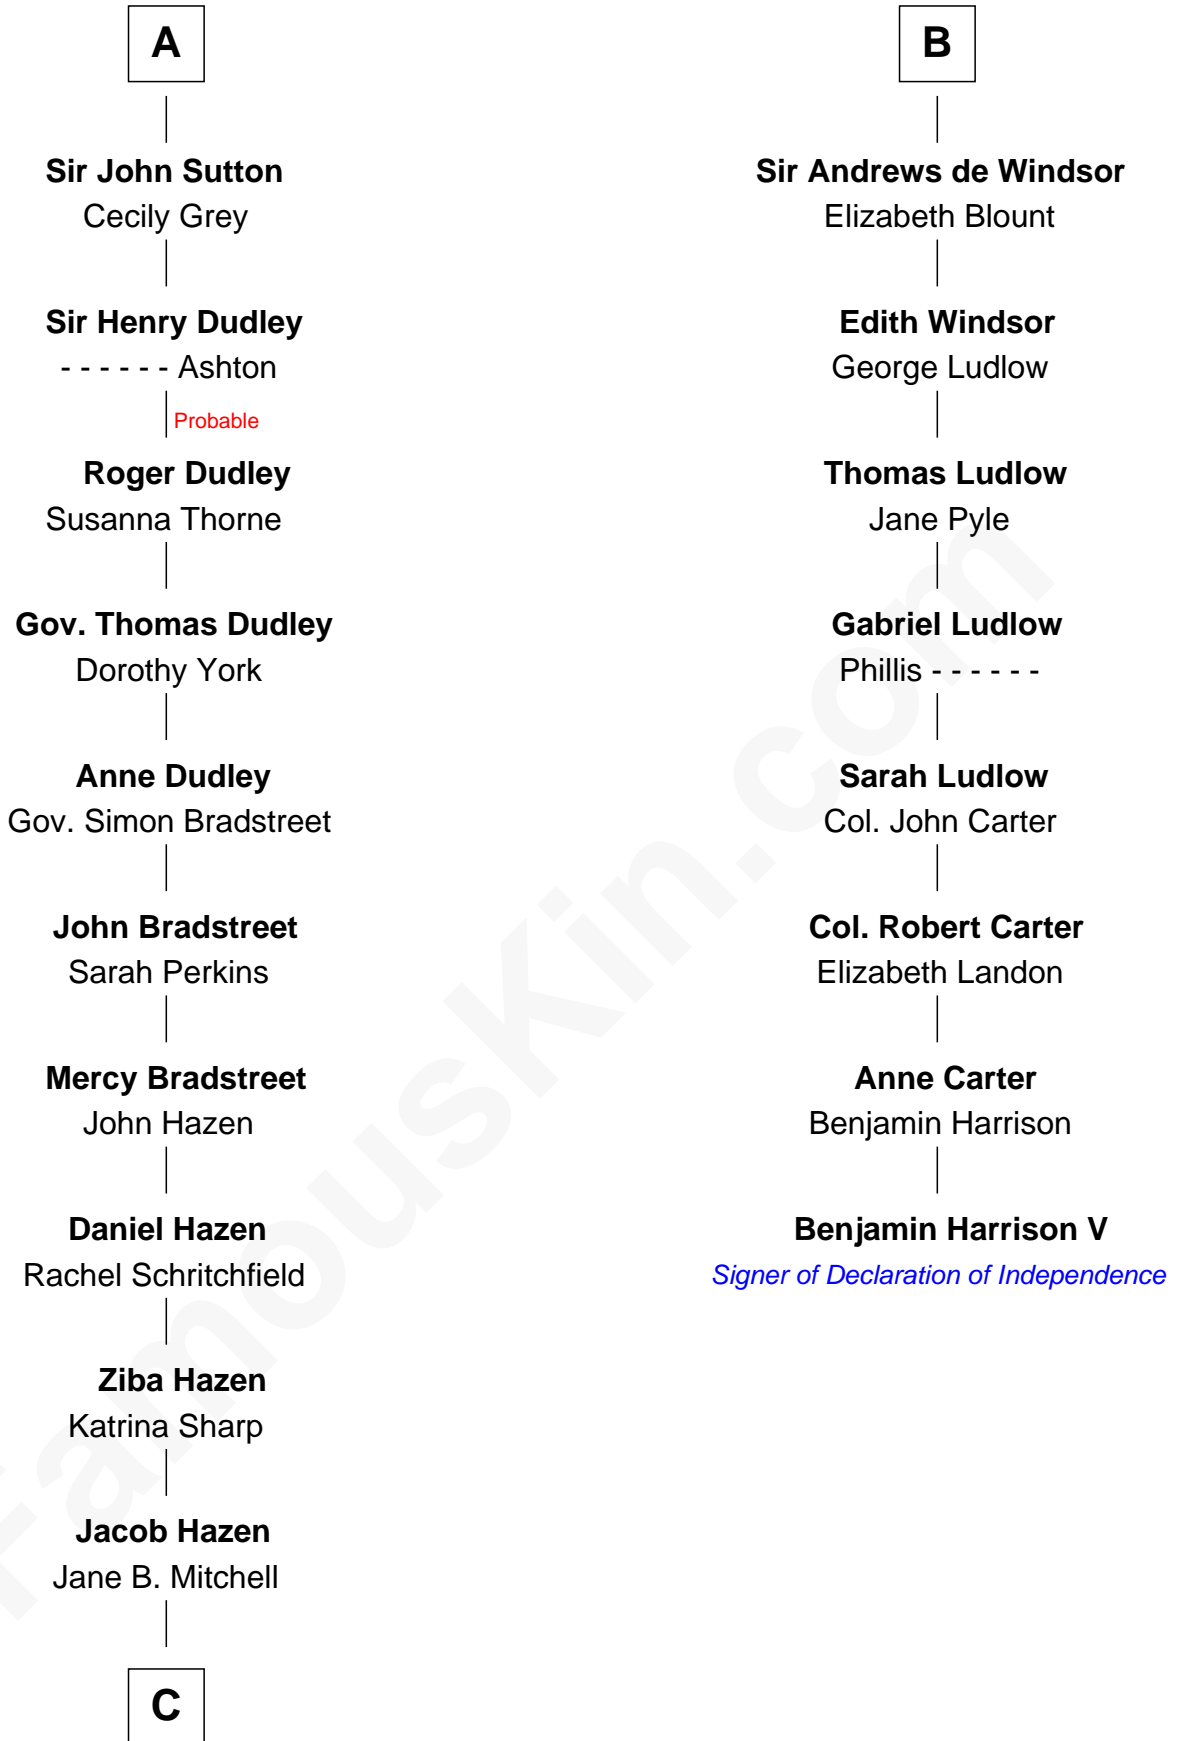 A
Sir John Sutton
Cecily Grey
Sir Henry Dudley
- - - - - - Ashton
Probable
Roger Dudley
Susanna Thorne
Gov. Thomas Dudley
Dorothy York
Anne Dudley
Gov. Simon Bradstreet
John Bradstreet
Sarah Perkins
Mercy Bradstreet
John Hazen
Daniel Hazen
Rachel Schritchfield
Ziba Hazen
Katrina Sharp
Jacob Hazen
Jane B. Mitchell
C
B
Sir Andrews de Windsor
Elizabeth Blount
Edith Windsor
George Ludlow
Thomas Ludlow
Jane Pyle
Gabriel Ludlow
Phillis - - - - - -
Sarah Ludlow
Col. John Carter
Col. Robert Carter
Elizabeth Landon
Anne Carter
Benjamin Harrison
Benjamin Harrison V
Signer of Declaration of Independence
FamousKin.com